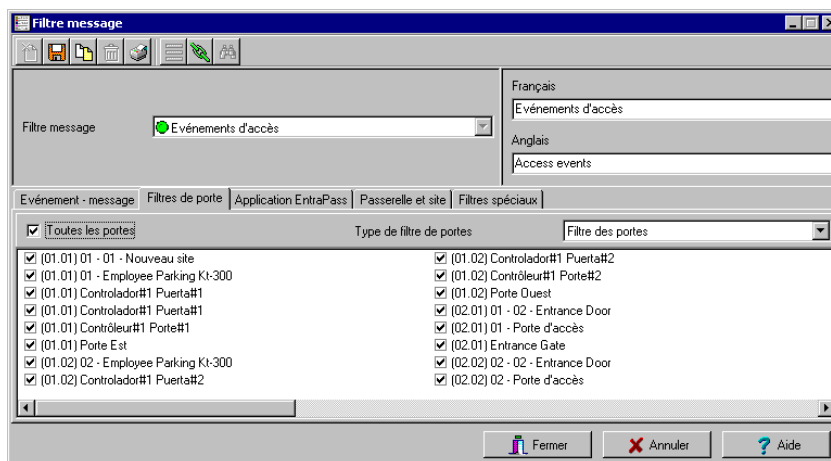 Filtre message
Français
Evénements d'accès
Filtre message
Evénements d'accès
Anglais
Access events
Evénement - message
Filtres de porte
Application EntraPass
Passerelle et site
Filtres spéciaux
Toutes les portes
Type de filtre de portes
Filtre des portes
(01.01) 01 - 01 - Nouveau site
(01.01) 01 - Employee Parking Kt-300
(01.01) Controlador#1 Puerta#1
(01.01) Controlador#1 Puerta#1
(01.01) Contrôleur#1 Porte#1
(01.01) Porte Est
(01.02) 02 - Employee Parking Kt-300
(01.02) Controlador#1 Puerta#2
(01.02) Controlador#1 Puerta#2
(01.02) Contrôleur#1 Porte#2
(01.02) Porte Ouest
(02.01) 01 - 02 - Entrance Door
(02.01) 01 - Porte d'accès
(02.01) Entrance Gate
(02.02) 02 - 02 - Entrance Door
(02.02) 02 - Porte d'accès
Fermer
Annuler
Aide